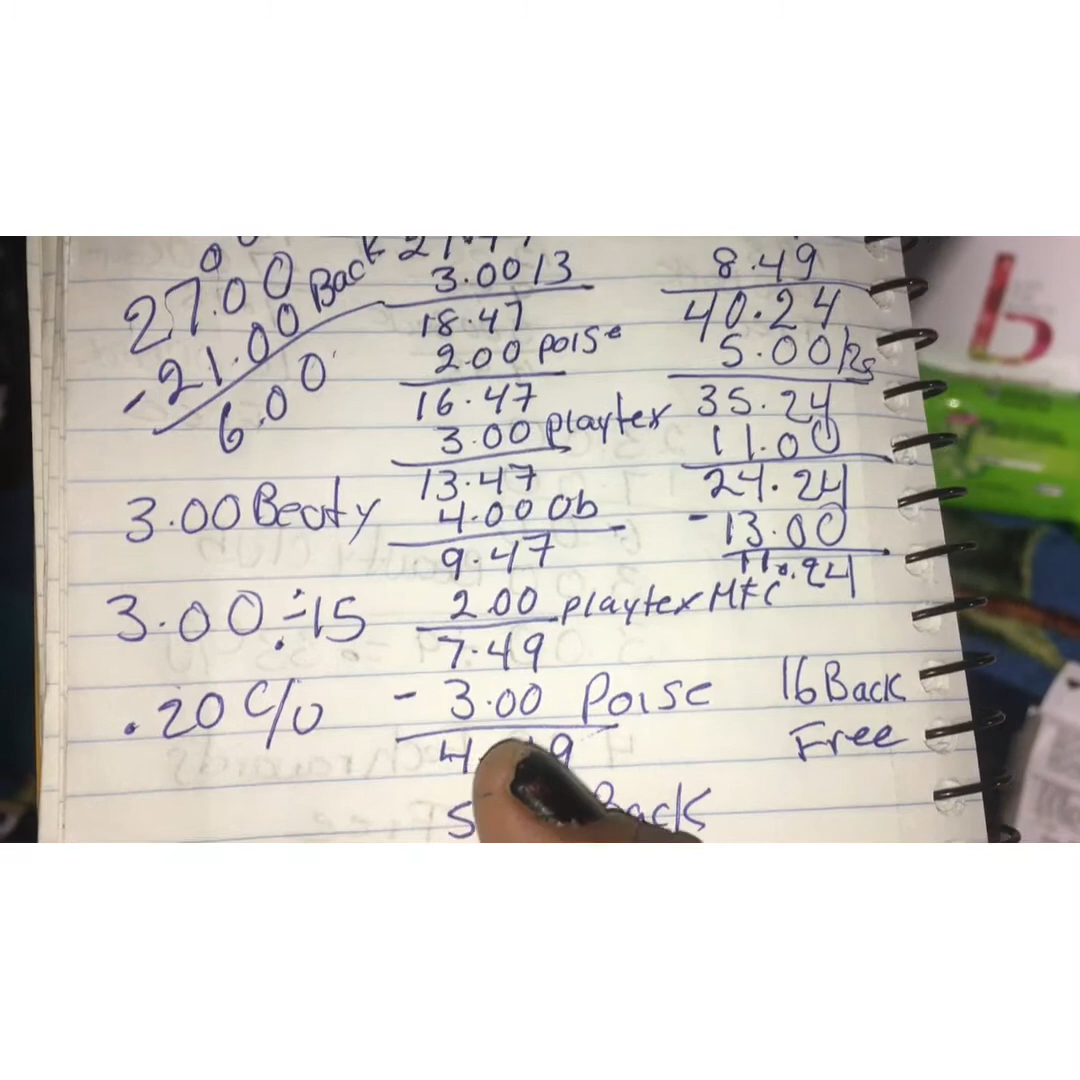 27.00 Back
-21.00
6.00
3.00 Beaty
3.00÷15
.20 C/O
3.00 13
18.47
2.00 poise
16.47
3.00 Playtex
13.47
4.00 Ob
9.47
2.00 playtex MFC
7.49
- 3.00 Poise
8.49
40.24
5.00/25
35.24
11.00
24.24
-13.00
11.24
16 Back
Free
b